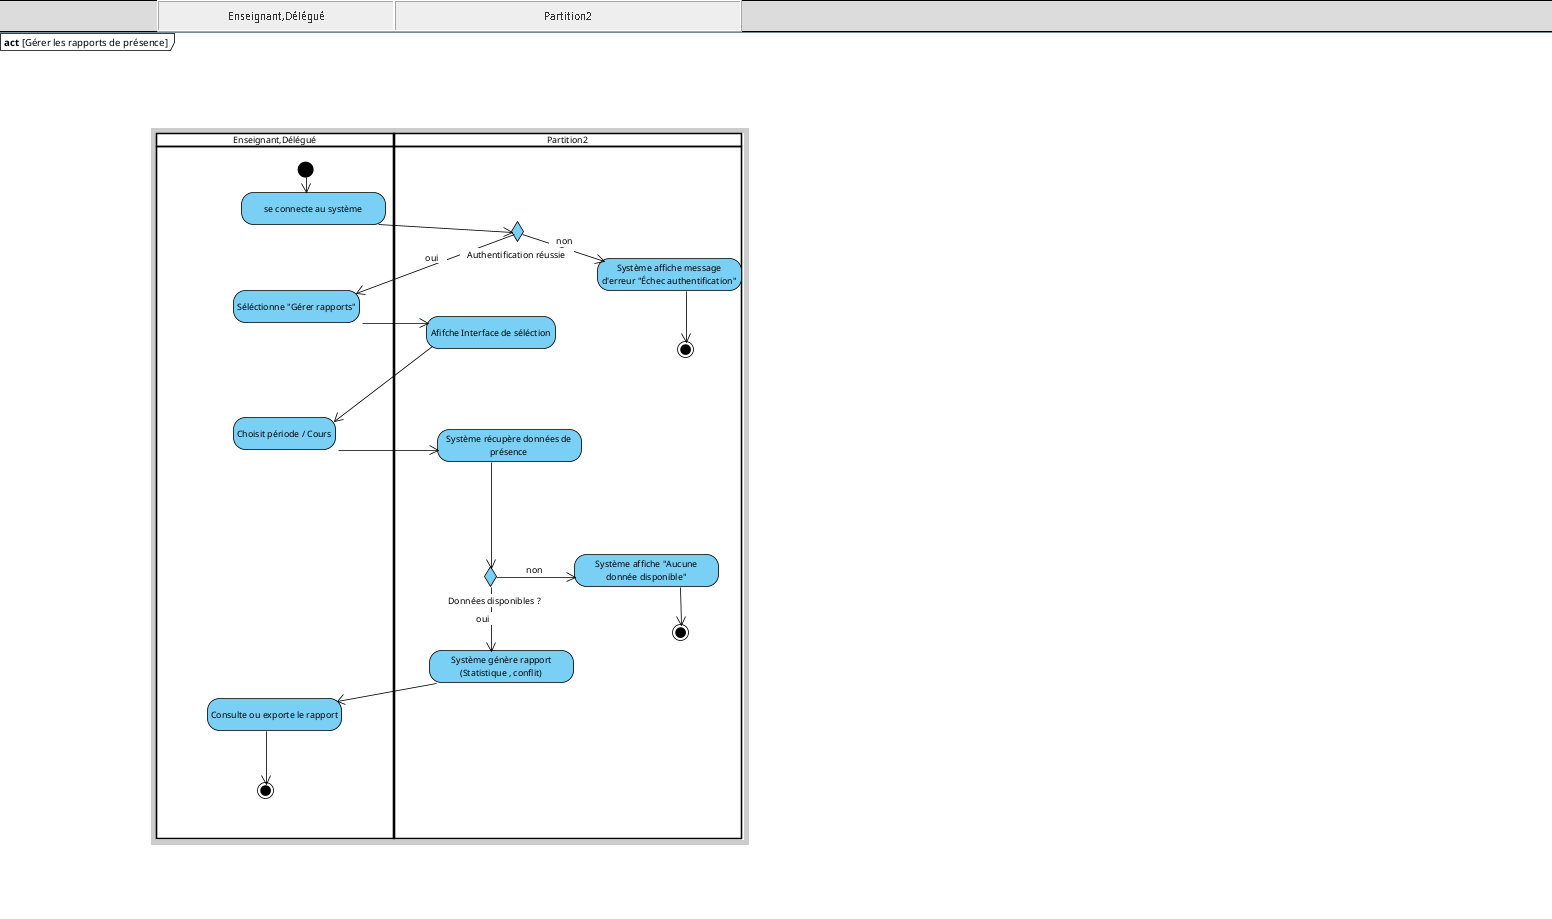 Enseignant,Délégué
Partition2
act [Gérer les rapports de présence]
Enseignant,Délégué
Partition2
se connecte au système
non
Authentification réussie
oui
Système affiche message
d'erreur "Échec authentification"
Séléctionne "Gérer rapports"
Afifche Interface de séléction
Choisit période / Cours
Système récupère données de
présence
non
Système affiche "Aucune
donnée disponible"
Données disponibles ?
oui
Système génère rapport
(Statistique , conflit)
Consulte ou exporte le rapport